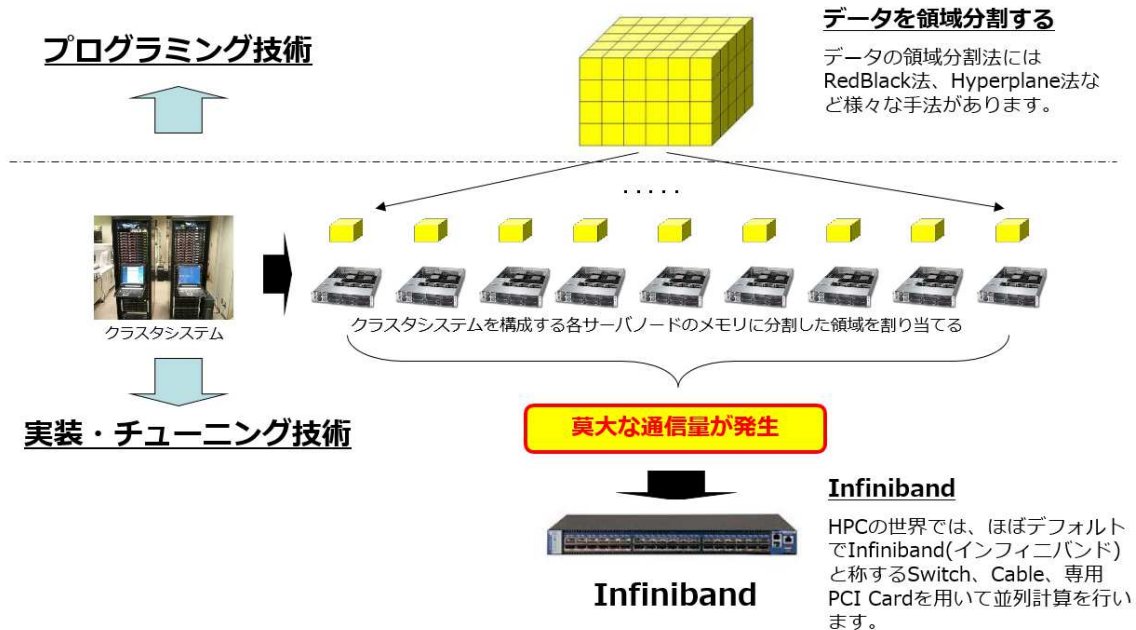 プログラミング技術
データを領域分割する
データの領域分割法には
RedBlack法、Hyperplane法な
ど様々な手法があります。
.....
クラスタシステム
クラスタシステムを構成する各サーバノードのメモリに分割した領域を割り当てる
実装・チューニング技術
莫大な通信量が発生
Infiniband
Infiniband
HPCの世界では、ほぼデフォルト
でInfiniband(インフィニバンド)
と称するSwitch、Cable、専用
PCI Cardを用いて並列計算を行い
ます。